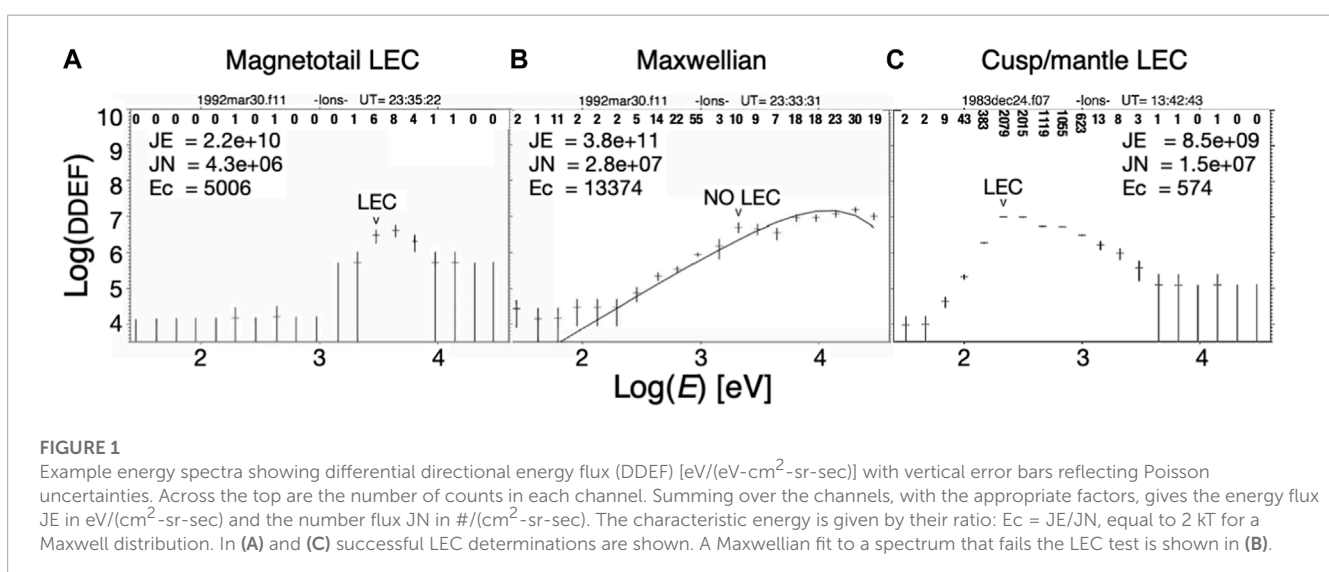 A Magnetotail LEC
1992mar30.f11 -Ions- UT= 23:35:22
0 0 0 0 0 1 0 1 0 0 0 1 6 8 4 1 1 0 0
JE = 2.2e+10
JN = 4.3e+06
Ec = 5006
LEC
v
B Maxwellian
1992mar30.f11 -Ions- UT= 23:33:31
2 1 11 2 2 2 5 14 22 55 3 10 9 7 18 18 23 30 19
JE = 3.8e+11
JN = 2.8e+07
Ec = 13374
NO LEC
v
C Cusp/mantle LEC
1983dec24.f07 -Ions- UT= 13:42:43
2 2 9 43 383 2079 2015 1119 1055 623 13 8 3 1 1 0 1 0 0
JE = 8.5e+09
JN = 1.5e+07
Ec = 574
LEC
v
Log(DDEF)
10
9
8
7
6
5
4
2 3 4
2 3 4
2 3 4
Log(E) [eV]
FIGURE 1
Example energy spectra showing differential directional energy flux (DDEF) [eV/(eV-cm²-sr-sec)] with vertical error bars reflecting Poisson
uncertainties. Across the top are the number of counts in each channel. Summing over the channels, with the appropriate factors, gives the energy flux
JE in eV/(cm²-sr-sec) and the number flux JN in #/(cm²-sr-sec). The characteristic energy is given by their ratio: Ec = JE/JN, equal to 2 kT for a
Maxwell distribution. In (A) and (C) successful LEC determinations are shown. A Maxwellian fit to a spectrum that fails the LEC test is shown in (B).